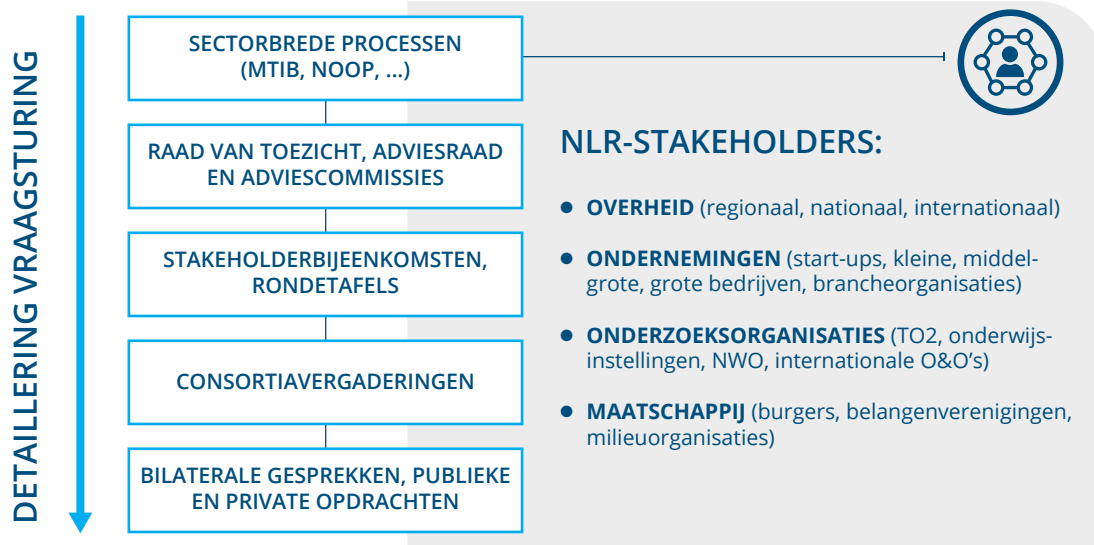 DETAILLERING VRAAGSTURING
SECTORBREDE PROCESSEN
(MTIB, NOOP, ...)
RAAD VAN TOEZICHT, ADVIESRAAD
EN ADVIESCOMMISSIES
STAKEHOLDERBIJEENKOMSTEN,
RONDETAFELS
CONSORTIAVERGADERINGEN
BILATERALE GESPREKKEN, PUBLIEKE
EN PRIVATE OPDRACHTEN
NLR-STAKEHOLDERS:
● OVERHEID (regionaal, nationaal, internationaal)
● ONDERNEMINGEN (start-ups, kleine, middel-
grote, grote bedrijven, brancheorganisaties)
● ONDERZOEKSORGANISATIES (TO2, onderwijs-
instellingen, NWO, internationale O&O’s)
● MAATSCHAPPIJ (burgers, belangenverenigingen,
milieuorganisaties)